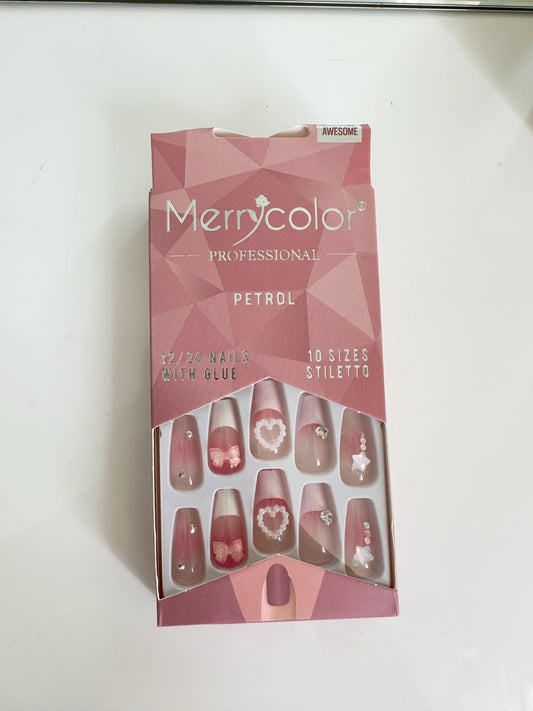 AWESOME
Merrycolor®
PROFESSIONAL
PETROL
12/24 NAILS
WITH GLUE
10 SIZES
STILETTO